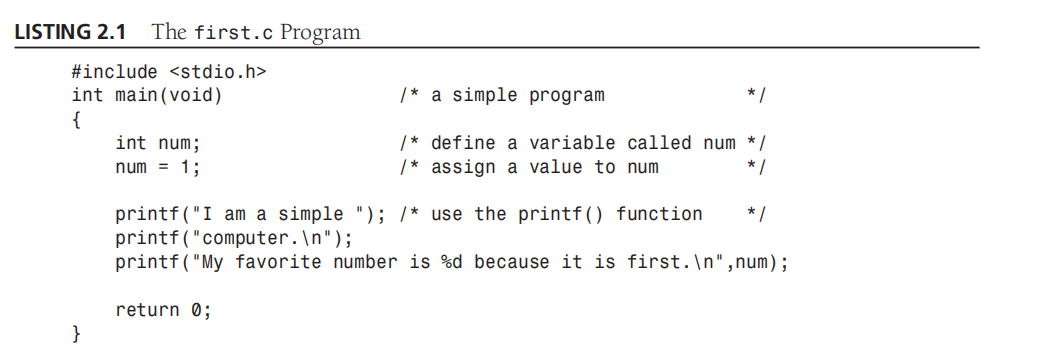 LISTING 2.1 The first.c Program
#include <stdio.h>
int main(void) /* a simple program */
{
int num; /* define a variable called num */
num = 1; /* assign a value to num */
printf("I am a simple "); /* use the printf() function */
printf("computer.\n");
printf("My favorite number is %d because it is first.\n",num);
return 0;
}